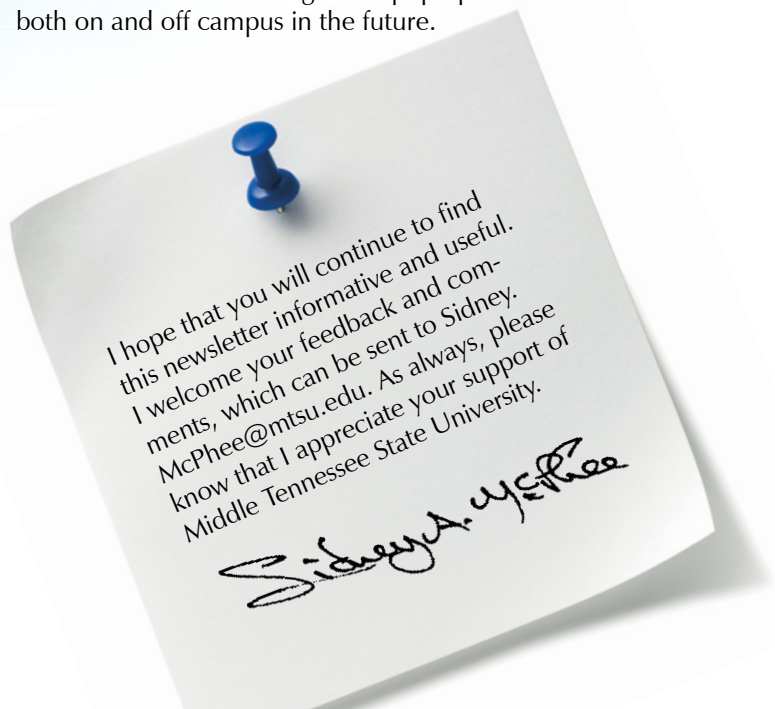 both on and off campus in the future.
I hope that you will continue to find
this newsletter informative and useful.
I welcome your feedback and com-
ments, which can be sent to Sidney.
McPhee@mtsu.edu. As always, please
know that I appreciate your support of
Middle Tennessee State University.
Sidney A. McPhee